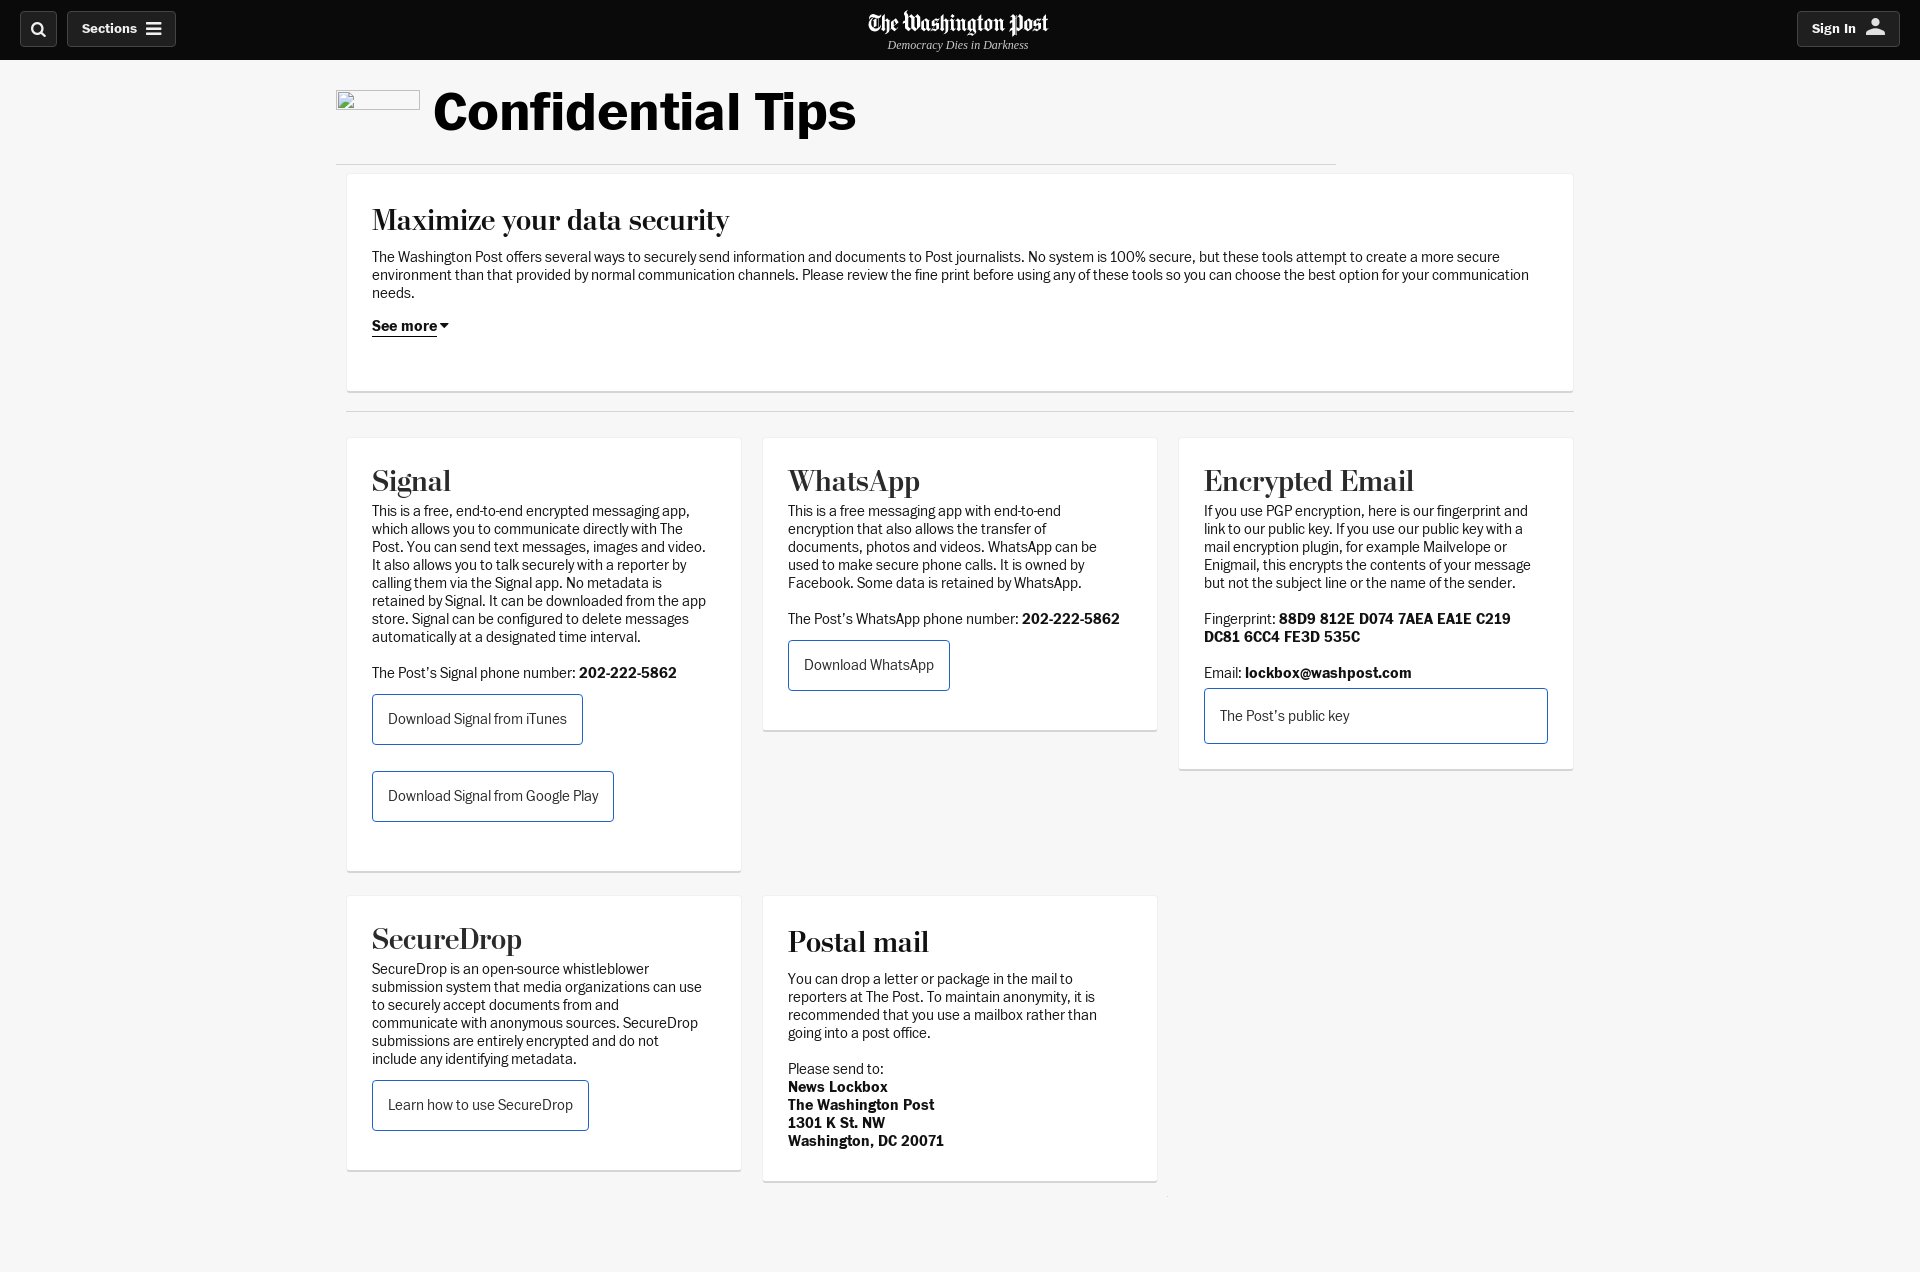 Sections
The Washington Post
Democracy Dies in Darkness
Sign In
Confidential Tips
Maximize your data security
The Washington Post offers several ways to securely send information and documents to Post journalists. No system is 100% secure, but these tools attempt to create a more secure
environment than that provided by normal communication channels. Please review the fine print before using any of these tools so you can choose the best option for your communication
needs.
See more
Signal
This is a free, end-to-end encrypted messaging app,
which allows you to communicate directly with The
Post. You can send text messages, images and video.
It also allows you to talk securely with a reporter by
calling them via the Signal app. No metadata is
retained by Signal. It can be downloaded from the app
store. Signal can be configured to delete messages
automatically at a designated time interval.
The Post’s Signal phone number: 202-222-5862
Download Signal from iTunes
Download Signal from Google Play
WhatsApp
This is a free messaging app with end-to-end
encryption that also allows the transfer of
documents, photos and videos. WhatsApp can be
used to make secure phone calls. It is owned by
Facebook. Some data is retained by WhatsApp.
The Post’s WhatsApp phone number: 202-222-5862
Download WhatsApp
Encrypted Email
If you use PGP encryption, here is our fingerprint and
link to our public key. If you use our public key with a
mail encryption plugin, for example Mailvelope or
Enigmail, this encrypts the contents of your message
but not the subject line or the name of the sender.
Fingerprint: 88D9 812E D074 7AEA EA1E C219
DC81 6CC4 FE3D 535C
Email: lockbox@washpost.com
The Post’s public key
SecureDrop
SecureDrop is an open-source whistleblower
submission system that media organizations can use
to securely accept documents from and
communicate with anonymous sources. SecureDrop
submissions are entirely encrypted and do not
include any identifying metadata.
Learn how to use SecureDrop
Postal mail
You can drop a letter or package in the mail to
reporters at The Post. To maintain anonymity, it is
recommended that you use a mailbox rather than
going into a post office.
Please send to:
News Lockbox
The Washington Post
1301 K St. NW
Washington, DC 20071